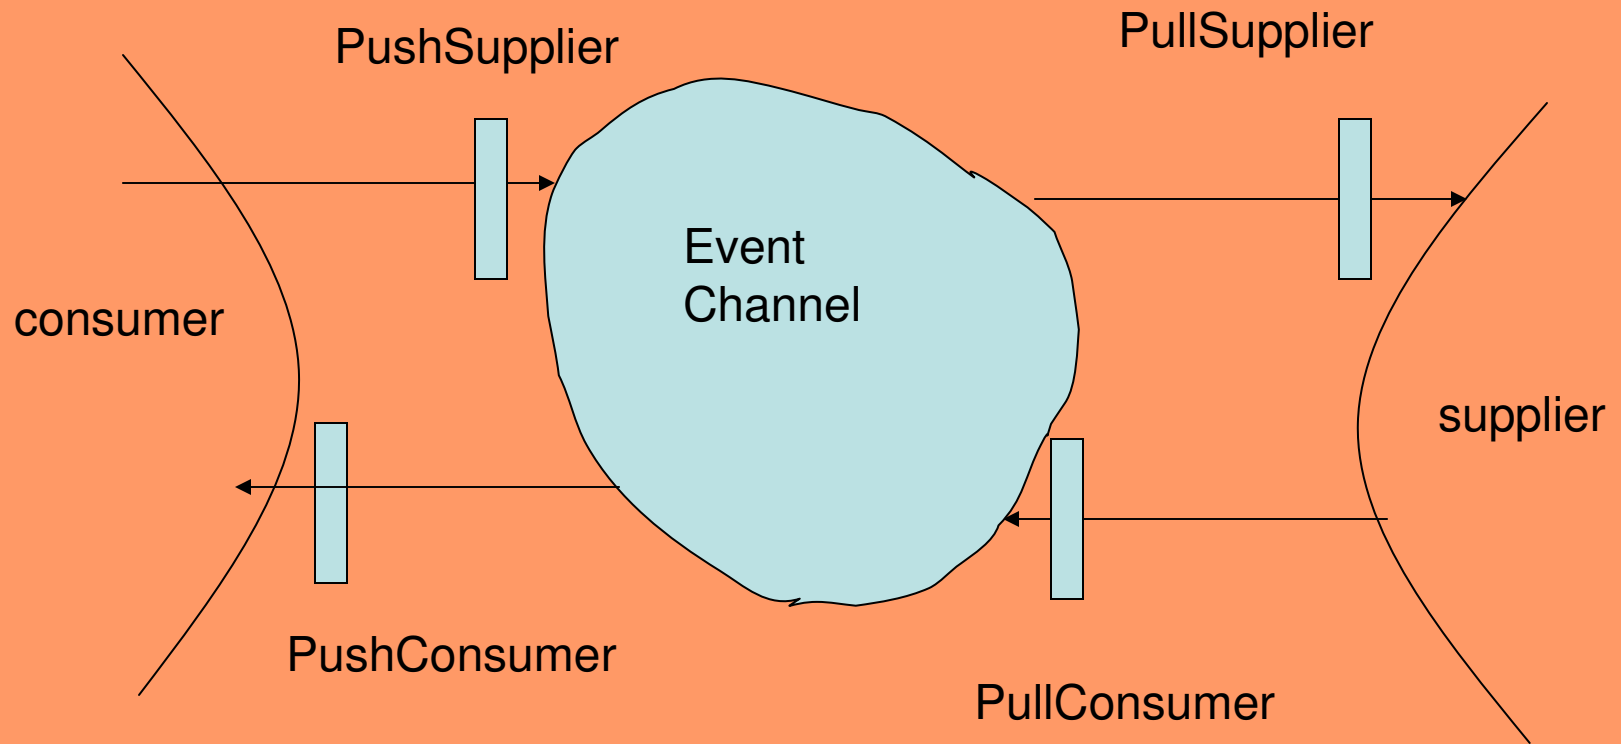 PushSupplier
PullSupplier
Event
Channel
consumer
supplier
PushConsumer
PullConsumer